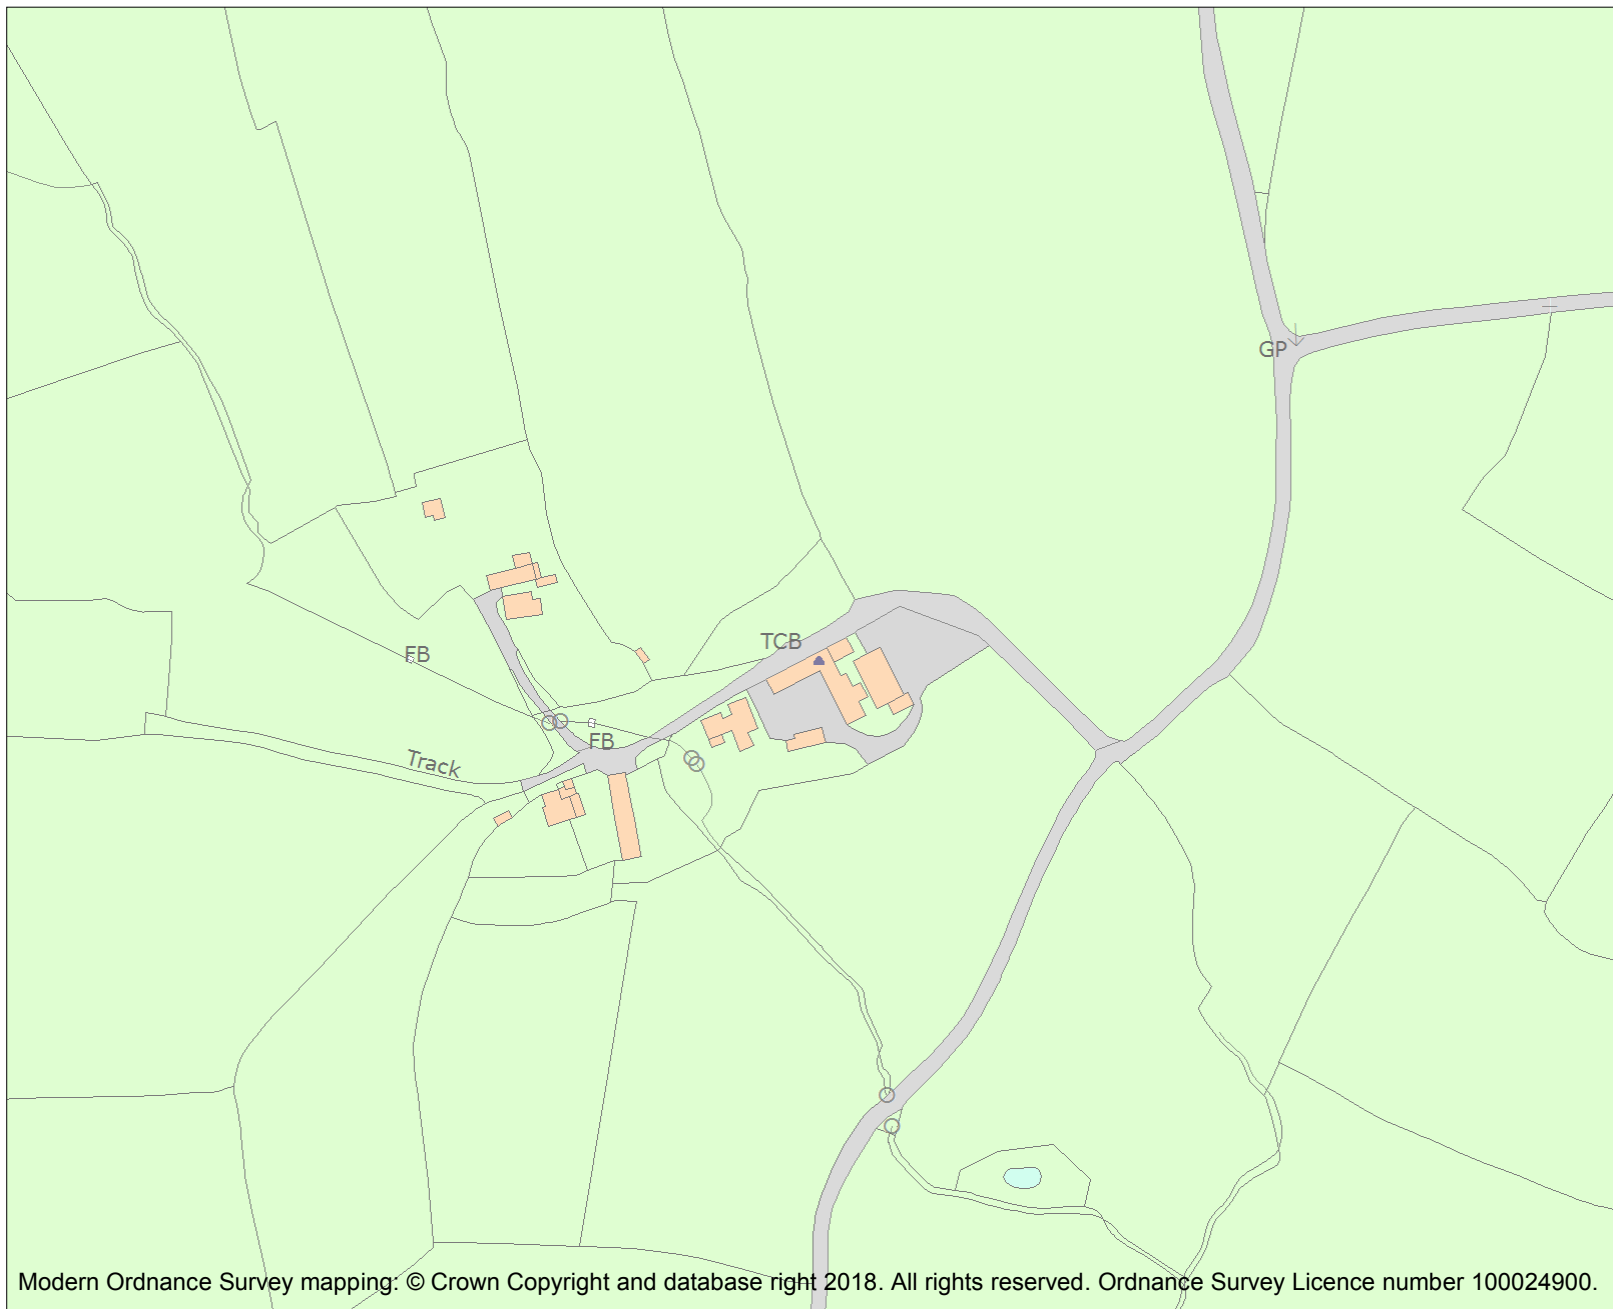 GP
TCB
FB
FB
Track
Modern Ordnance Survey mapping: © Crown Copyright and database right 2018. All rights reserved. Ordnance Survey Licence number 100024900.